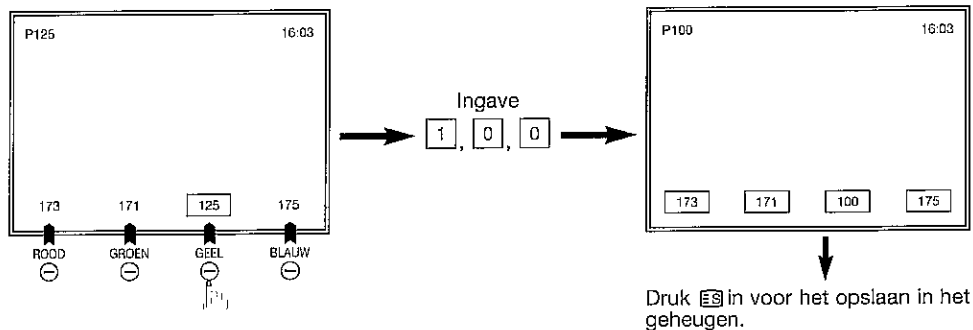 P125 16:03
173 171 125 175
ROOD GROEN GEEL BLAUW
Ingave
1, 0, 0
P100 16:03
173 171 100 175
Druk ES in voor het opslaan in het
geheugen.